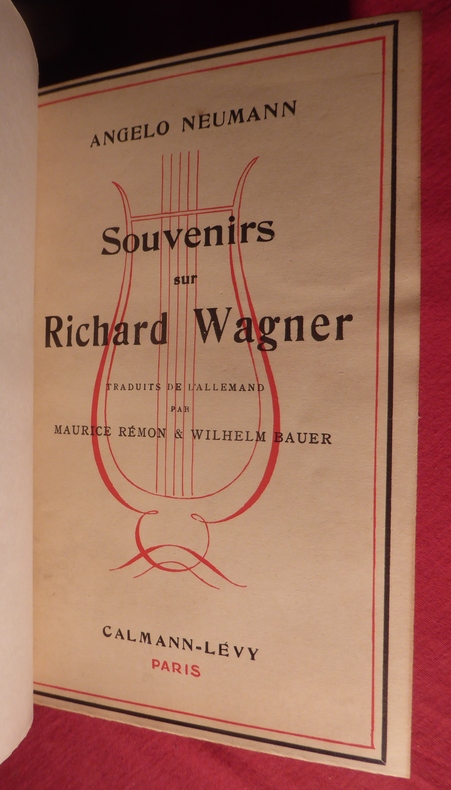 ANGELO NEUMANN
Souvenirs
sur
Richard Wagner
TRADUITS DE L'ALLEMAND
PAR
MAURICE RÉMON & WILHELM BAUER
CALMANN-LÉVY
PARIS